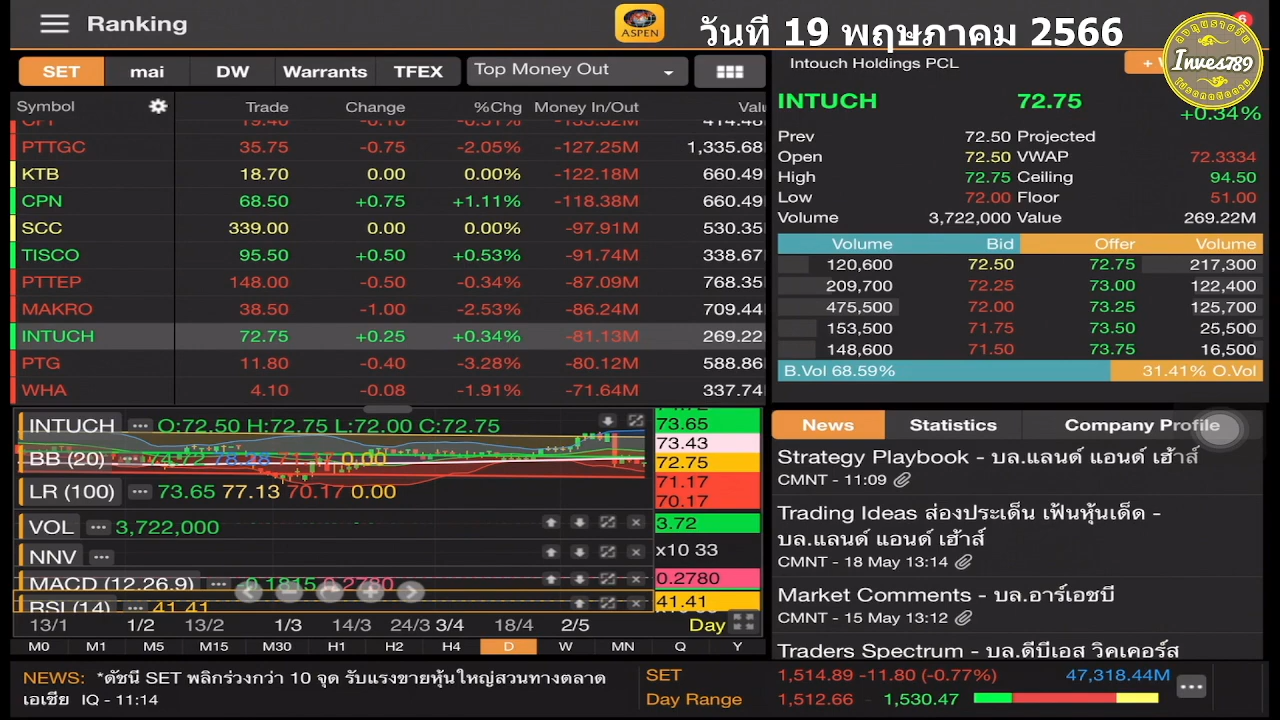 Ranking
ASPEN
วันที่ 19 พฤษภาคม 2566
6
ลงทุนรายวัน
Inves789
SET mai DW Warrants TFEX Top Money Out
Symbol Trade Change %Chg Money In/Out Valu
PTTGC 35.75 -0.75 -2.05% -127.25M 1,335.68
KTB 18.70 0.00 0.00% -122.18M 660.49
CPN 68.50 +0.75 +1.11% -118.38M 660.49
SCC 339.00 0.00 0.00% -97.91M 530.35
TISCO 95.50 +0.50 +0.53% -91.74M 338.67
PTTEP 148.00 -0.50 -0.34% -87.09M 768.35
MAKRO 38.50 -1.00 -2.53% -86.24M 709.44
INTUCH 72.75 +0.25 +0.34% -81.13M 269.22
PTG 11.80 -0.40 -3.28% -80.12M 588.86
WHA 4.10 -0.08 -1.91% -71.64M 337.74
Intouch Holdings PCL
INTUCH 72.75
+0.34%
Prev 72.50 Projected
Open 72.50 VWAP 72.3334
High 72.75 Ceiling 94.50
Low 72.00 Floor 51.00
Volume 3,722,000 Value 269.22M
Volume Bid Offer Volume
120,600 72.50 72.75 217,300
209,700 72.25 73.00 122,400
475,500 72.00 73.25 125,700
153,500 71.75 73.50 25,500
148,600 71.50 73.75 16,500
B.Vol 68.59% 31.41% O.Vol
INTUCH O:72.50 H:72.75 L:72.00 C:72.75
BB (20) 74.72 71.17 0.00
LR (100) 73.65 77.13 70.17 0.00
VOL 3,722,000
NNV
MACD (12,26,9) -0.1815 0.2780
RSI (14) 41.41
73.65
73.43
72.75
71.17
70.17
3.72
x10 33
0.2780
41.41
13/1 1/2 13/2 1/3 14/3 24/3 3/4 18/4 2/5 Day
M0 M1 M5 M15 M30 H1 H2 H4 D W MN Q Y
News Statistics Company Profile
Strategy Playbook - บล.แลนด์ แอนด์ เฮ้าส์
CMNT - 11:09
Trading Ideas ส่องประเด็น เฟ้นหุ้นเด็ด -
บล.แลนด์ แอนด์ เฮ้าส์
CMNT - 18 May 13:14
Market Comments - บล.อาร์เอชบี
CMNT - 15 May 13:12
Traders Spectrum - บล.ดีบีเอส วิคเคอร์ส
NEWS: *ดัชนี SET พลิกร่วงกว่า 10 จุด รับแรงขายหุ้นใหญ่สวนทางตลาด
เอเชีย IQ - 11:14
SET 1,514.89 -11.80 (-0.77%) 47,318.44M
Day Range 1,512.66 - 1,530.47